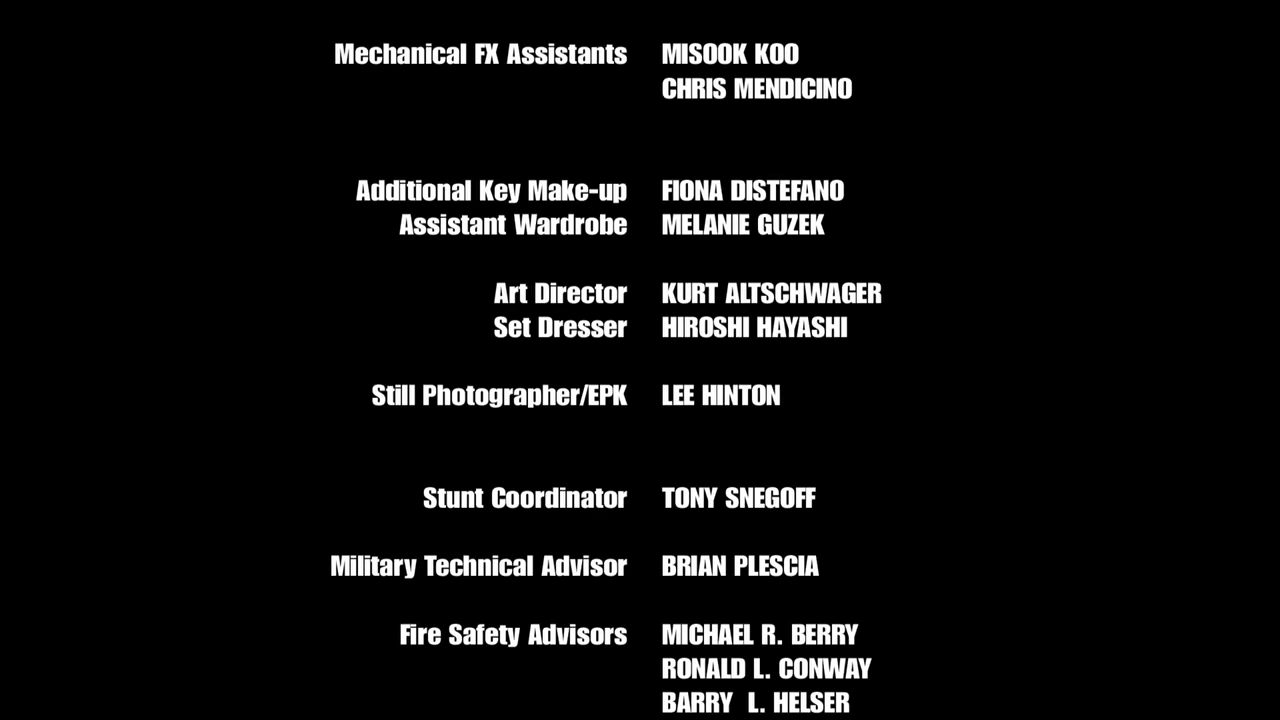 Mechanical FX Assistants MISOOK KOO
CHRIS MENDICINO
Additional Key Make-up FIONA DISTEFANO
Assistant Wardrobe MELANIE GUZEK
Art Director KURT ALTSCHWAGER
Set Dresser HIROSHI HAYASHI
Still Photographer/EPK LEE HINTON
Stunt Coordinator TONY SNEGOFF
Military Technical Advisor BRIAN PLESCIA
Fire Safety Advisors MICHAEL R. BERRY
RONALD L. CONWAY
BARRY L. HELSER